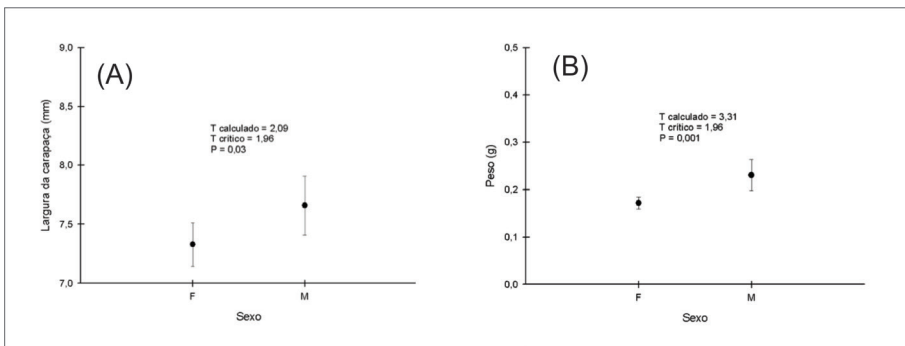 (A)
Largura da carapaça (mm)
9,0
8,5
8,0
7,5
7,0
T calculado = 2,09
T crítico = 1,96
P = 0,03
F
M
Sexo
(B)
Peso (g)
0,5
0,4
0,3
0,2
0,1
0,0
T calculado = 3,31
T crítico = 1,96
P = 0,001
F
M
Sexo